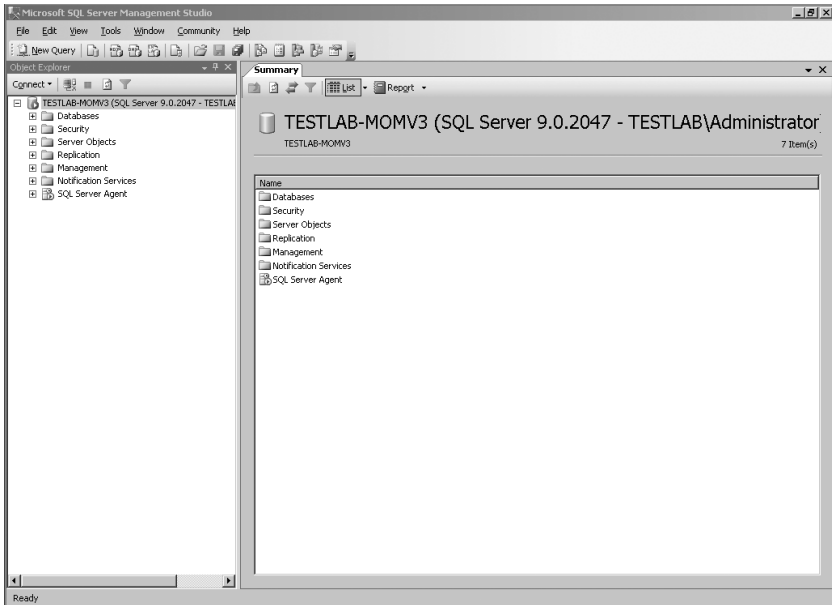 Microsoft SQL Server Management Studio
File Edit View Tools Window Community Help
New Query
Object Explorer
Connect
TESTLAB-MOMV3 (SQL Server 9.0.2047 - TESTLAB
Databases
Security
Server Objects
Replication
Management
Notification Services
SQL Server Agent
Summary
List Report
TESTLAB-MOMV3 (SQL Server 9.0.2047 - TESTLAB\Administrator
TESTLAB-MOMV3 7 Item(s)
Name
Databases
Security
Server Objects
Replication
Management
Notification Services
SQL Server Agent
Ready